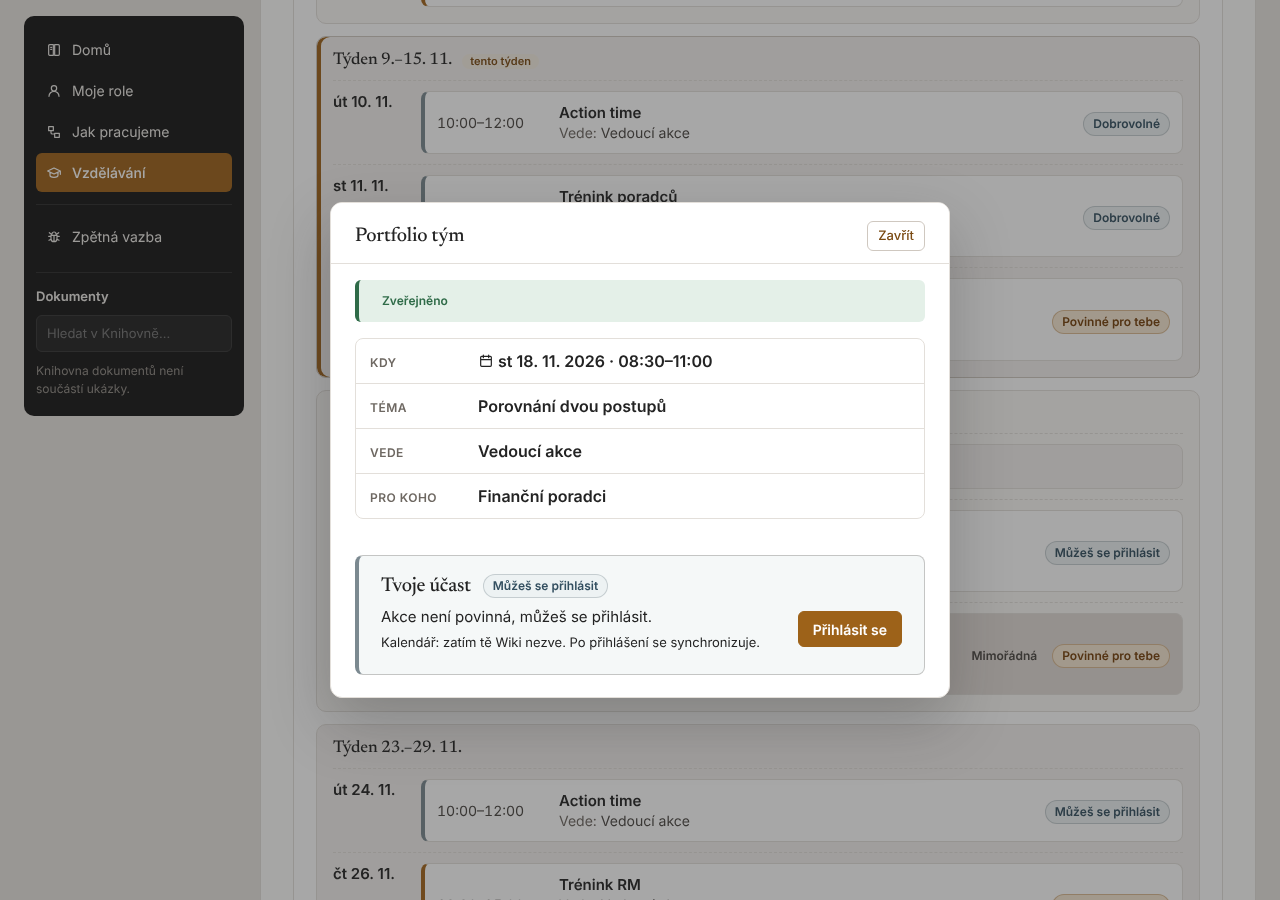 Domů
Moje role
Jak pracujeme
Vzdělávání
Zpětná vazba
Dokumenty
Hledat v Knihovně...
Knihovna dokumentů není
součástí ukázky.
Týden 9.–15. 11. tento týden
út 10. 11.
10:00–12:00
Action time
Vede: Vedoucí akce
Dobrovolné
st 11. 11.
Trénink poradců
Dobrovolné
Povinné pro tebe
Portfolio tým
Zavřít
Zveřejněno
KDY st 18. 11. 2026 · 08:30–11:00
TÉMA Porovnání dvou postupů
VEDE Vedoucí akce
PRO KOHO Finanční poradci
Tvoje účast Můžeš se přihlásit
Akce není povinná, můžeš se přihlásit.
Kalendář: zatím tě Wiki nezve. Po přihlášení se synchronizuje.
Přihlásit se
Můžeš se přihlásit
Mimořádná Povinné pro tebe
Týden 23.–29. 11.
út 24. 11.
10:00–12:00
Action time
Vede: Vedoucí akce
Můžeš se přihlásit
čt 26. 11.
Trénink RM